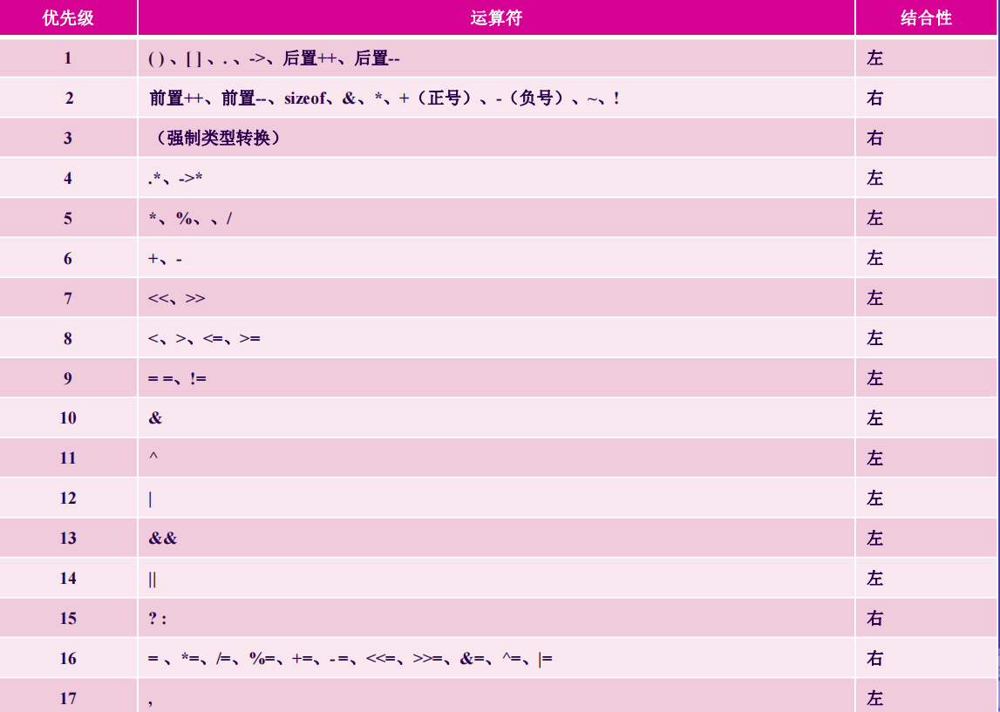 优先级 运算符 结合性
1 ( ) 、[ ] 、. 、->、后置++、后置-- 左
2 前置++、前置--、sizeof、&、*、+（正号）、-（负号）、~、! 右
3 （强制类型转换） 右
4 .*、->* 左
5 *、%、、/ 左
6 +、- 左
7 <<、>> 左
8 <、>、<=、>= 左
9 = =、!= 左
10 & 左
11 ^ 左
12 | 左
13 && 左
14 || 左
15 ? : 右
16 = 、*=、/=、%=、+=、- =、<<=、>>=、&=、^=、|= 右
17 , 左